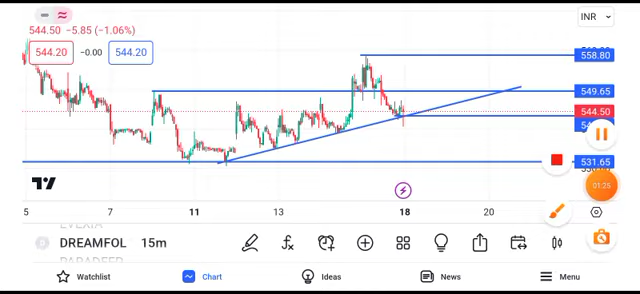 544.50 -5.85 (-1.06%)
INR
544.20 -0.00 544.20
558.80
549.65
544.50
531.65
01:25
5 7 11 13 18 20
DREAMFOL 15m
Watchlist Chart Ideas News Menu